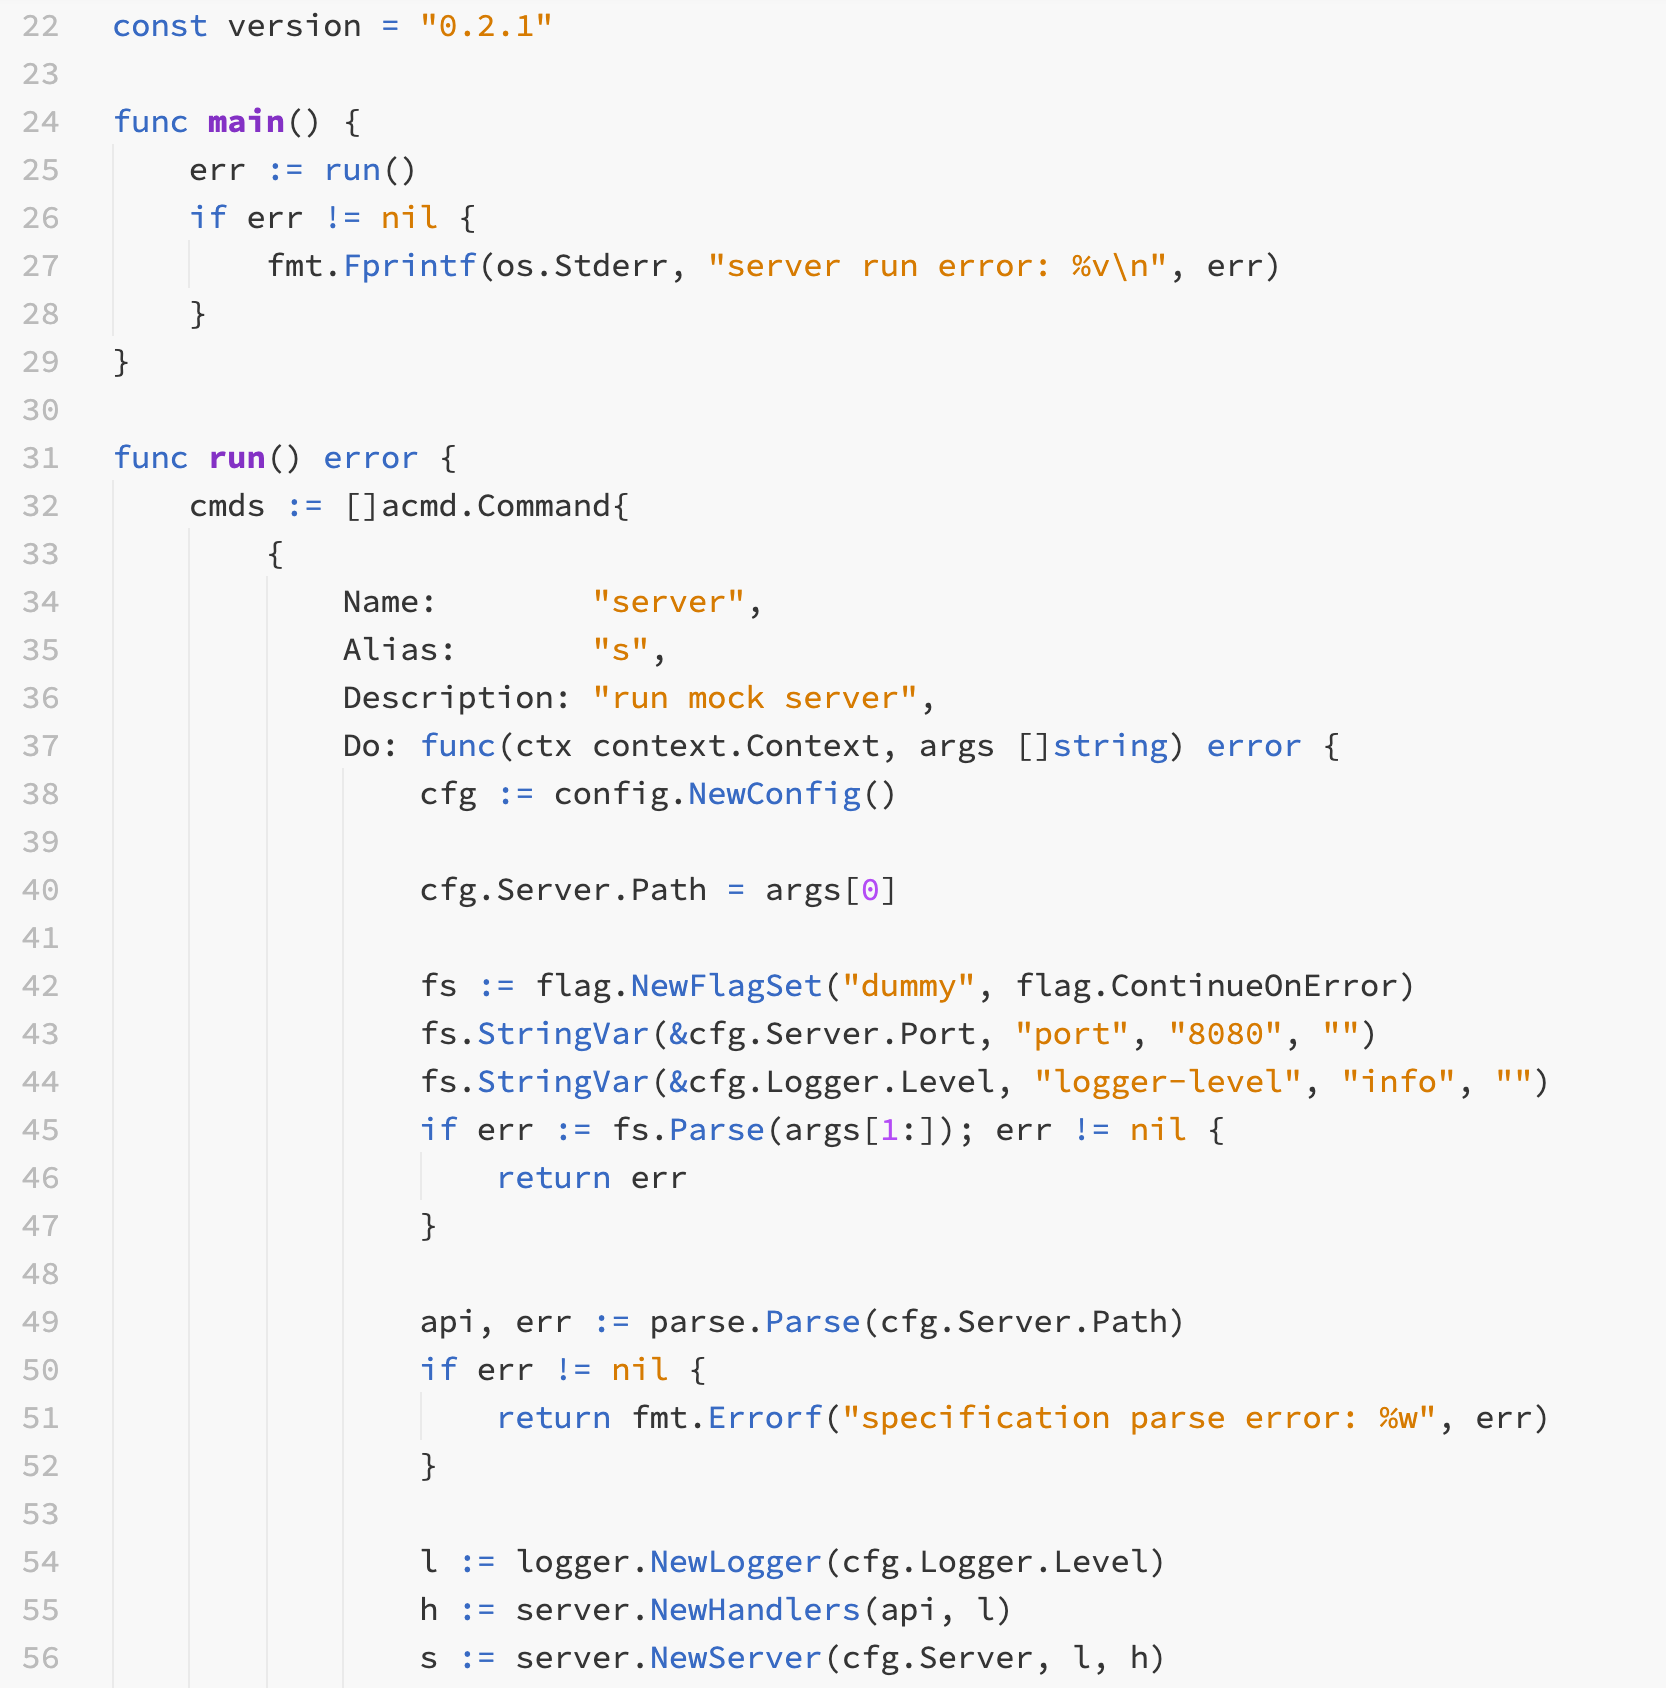 22 const version = "0.2.1"
23
24 func main() {
25     err := run()
26     if err != nil {
27         fmt.Fprintf(os.Stderr, "server run error: %v\n", err)
28     }
29 }
30
31 func run() error {
32     cmds := []acmd.Command{
33         {
34             Name:        "server",
35             Alias:       "s",
36             Description: "run mock server",
37             Do: func(ctx context.Context, args []string) error {
38                 cfg := config.NewConfig()
39
40                 cfg.Server.Path = args[0]
41
42                 fs := flag.NewFlagSet("dummy", flag.ContinueOnError)
43                 fs.StringVar(&cfg.Server.Port, "port", "8080", "")
44                 fs.StringVar(&cfg.Logger.Level, "logger-level", "info", "")
45                 if err := fs.Parse(args[1:]); err != nil {
46                     return err
47                 }
48
49                 api, err := parse.Parse(cfg.Server.Path)
50                 if err != nil {
51                     return fmt.Errorf("specification parse error: %w", err)
52                 }
53
54                 l := logger.NewLogger(cfg.Logger.Level)
55                 h := server.NewHandlers(api, l)
56                 s := server.NewServer(cfg.Server, l, h)